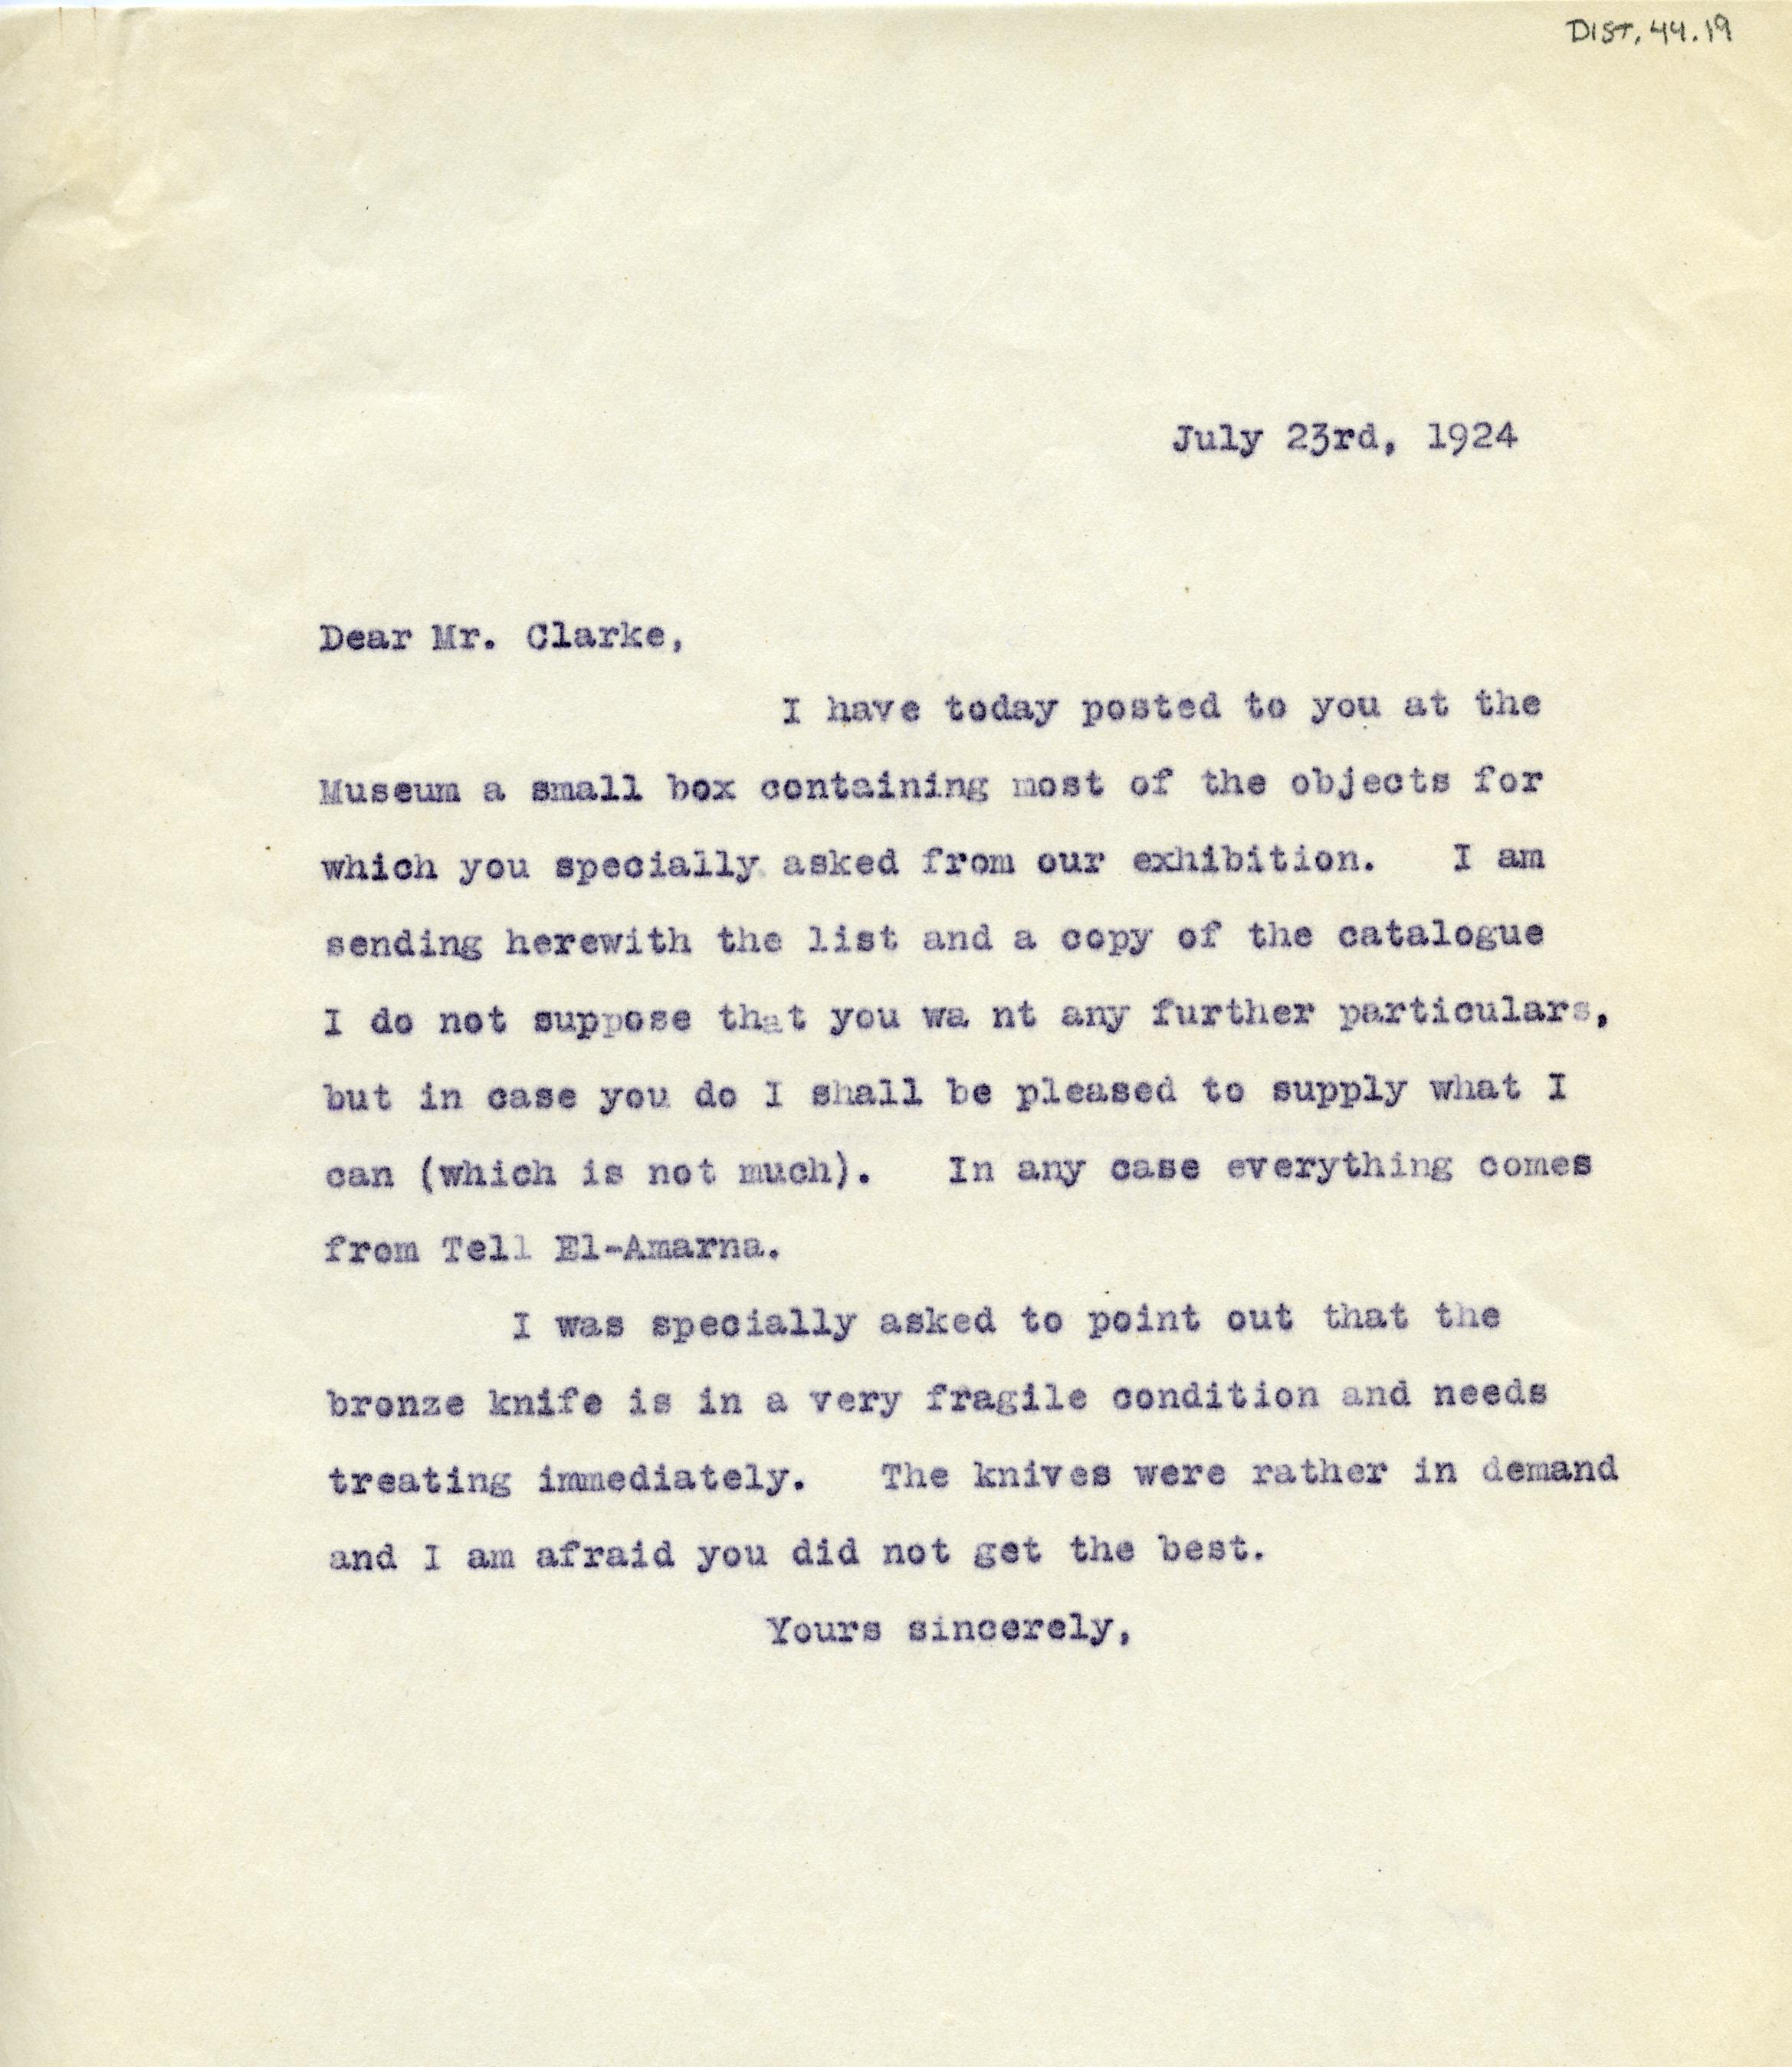 DIST. 44.19
July 23rd, 1924
Dear Mr. Clarke,
I have today posted to you at the
Museum a small box containing most of the objects for
which you specially asked from our exhibition. I am
sending herewith the list and a copy of the catalogue
I do not suppose that you wa nt any further particulars,
but in case you do I shall be pleased to supply what I
can (which is not much). In any case everything comes
from Tell El-Amarna.
I was specially asked to point out that the
bronze knife is in a very fragile condition and needs
treating immediately. The knives were rather in demand
and I am afraid you did not get the best.
Yours sincerely,